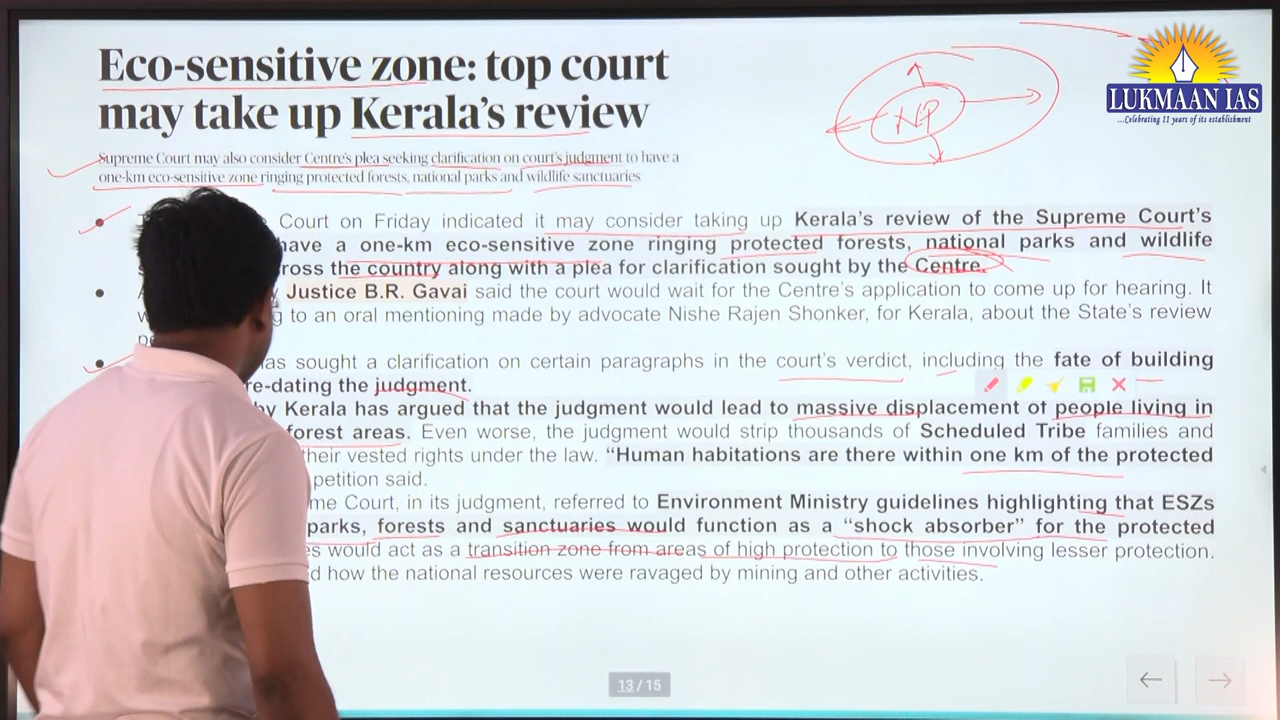 Eco-sensitive zone: top court
may take up Kerala's review
NP
LUKMAAN IAS
...Celebrating 11 years of its establishment
Supreme Court may also consider Centre's plea seeking clarification on court's judgment to have a
one-km eco-sensitive zone ringing protected forests, national parks and wildlife sanctuaries
Court on Friday indicated it may consider taking up Kerala's review of the Supreme Court's
have a one-km eco-sensitive zone ringing protected forests, national parks and wildlife
the country along with a plea for clarification sought by the Centre.
Justice B.R. Gavai said the court would wait for the Centre's application to come up for hearing. It
to an oral mentioning made by advocate Nishe Rajen Shonker, for Kerala, about the State's review
sought a clarification on certain paragraphs in the court's verdict, including the fate of building
the judgment.
by Kerala has argued that the judgment would lead to massive displacement of people living in
forest areas. Even worse, the judgment would strip thousands of Scheduled Tribe families and
their vested rights under the law. “Human habitations are there within one km of the protected
petition said.
Court, in its judgment, referred to Environment Ministry guidelines highlighting that ESZs
parks, forests and sanctuaries would function as a “shock absorber” for the protected
would act as a transition zone from areas of high protection to those involving lesser protection.
how the national resources were ravaged by mining and other activities.
13 / 15